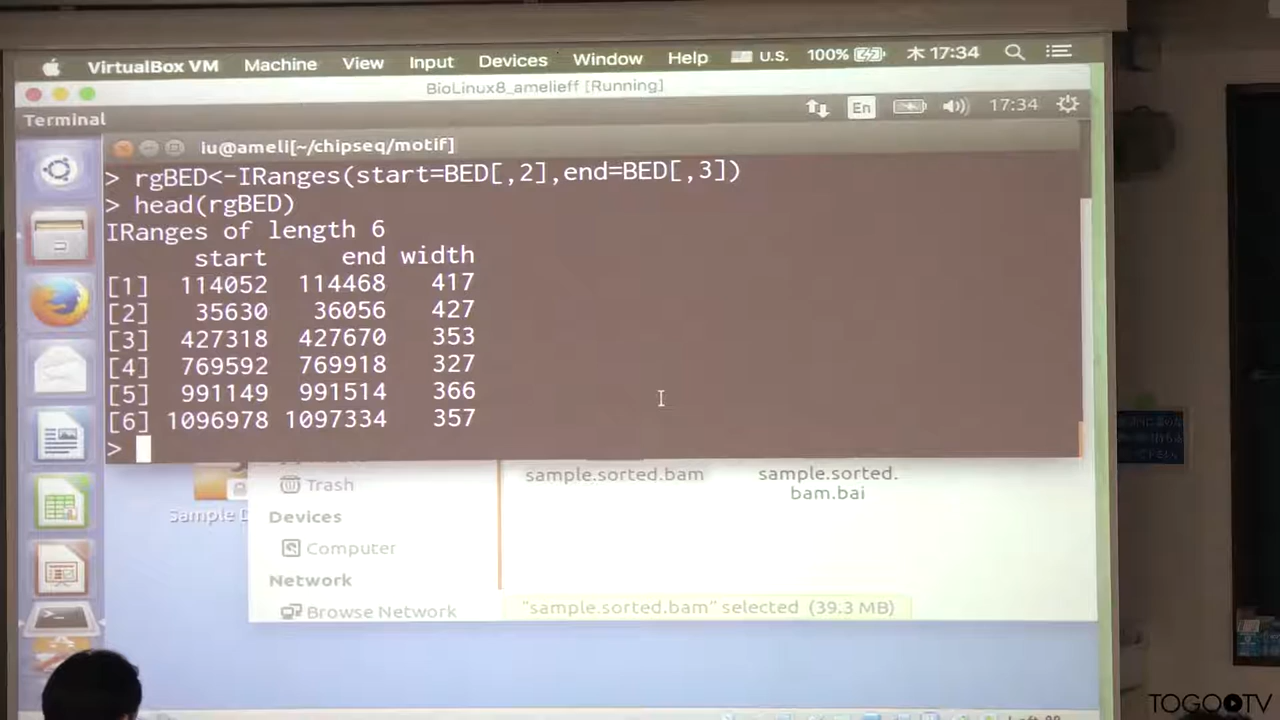 VirtualBox VM Machine View Input Devices Window Help U.S. 100% 木 17:34
BioLinux8_amelieff [Running]
Terminal En 17:34
iu@ameli[~/chipseq/motif]
> rgBED<-IRanges(start=BED[,2],end=BED[,3])
> head(rgBED)
IRanges of length 6
start end width
[1] 114052 114468 417
[2] 35630 36056 427
[3] 427318 427670 353
[4] 769592 769918 327
[5] 991149 991514 366
[6] 1096978 1097334 357
>
sample.sorted.bam
sample.sorted.
bam.bai
Trash
Sample
Devices
Computer
Network
Browse Network
"sample.sorted.bam" selected (39.3 MB)
TOGOTV